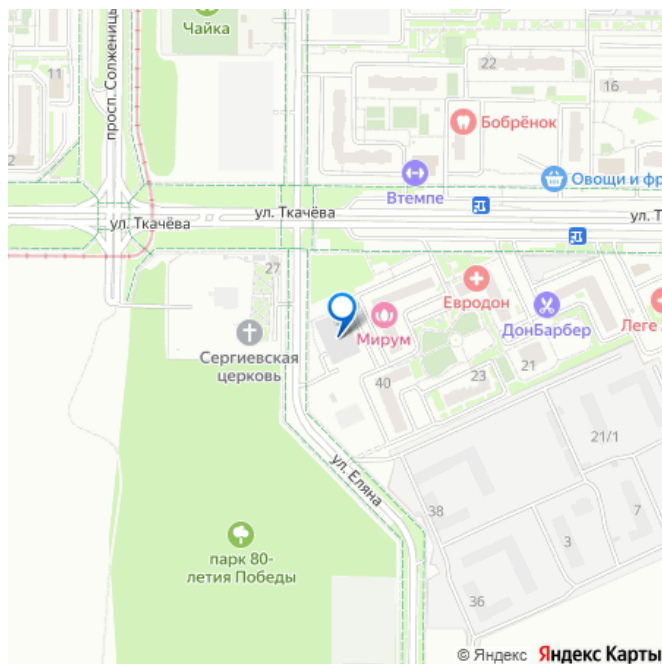 Чайка
просп. Солженицы
11
22
16
Бобрёнок
2
Втемпе
Овощи и фр
ул. Ткачёва
ул. Ткачёва
ул. Т
27
Евродон
ДонБарбер
Леге
Мирум
Сергиевская
церковь
40
23
21
21/1
ул. Еляна
38
7
3
парк 80-
летия Победы
36
© Яндекс Яндекс Карты